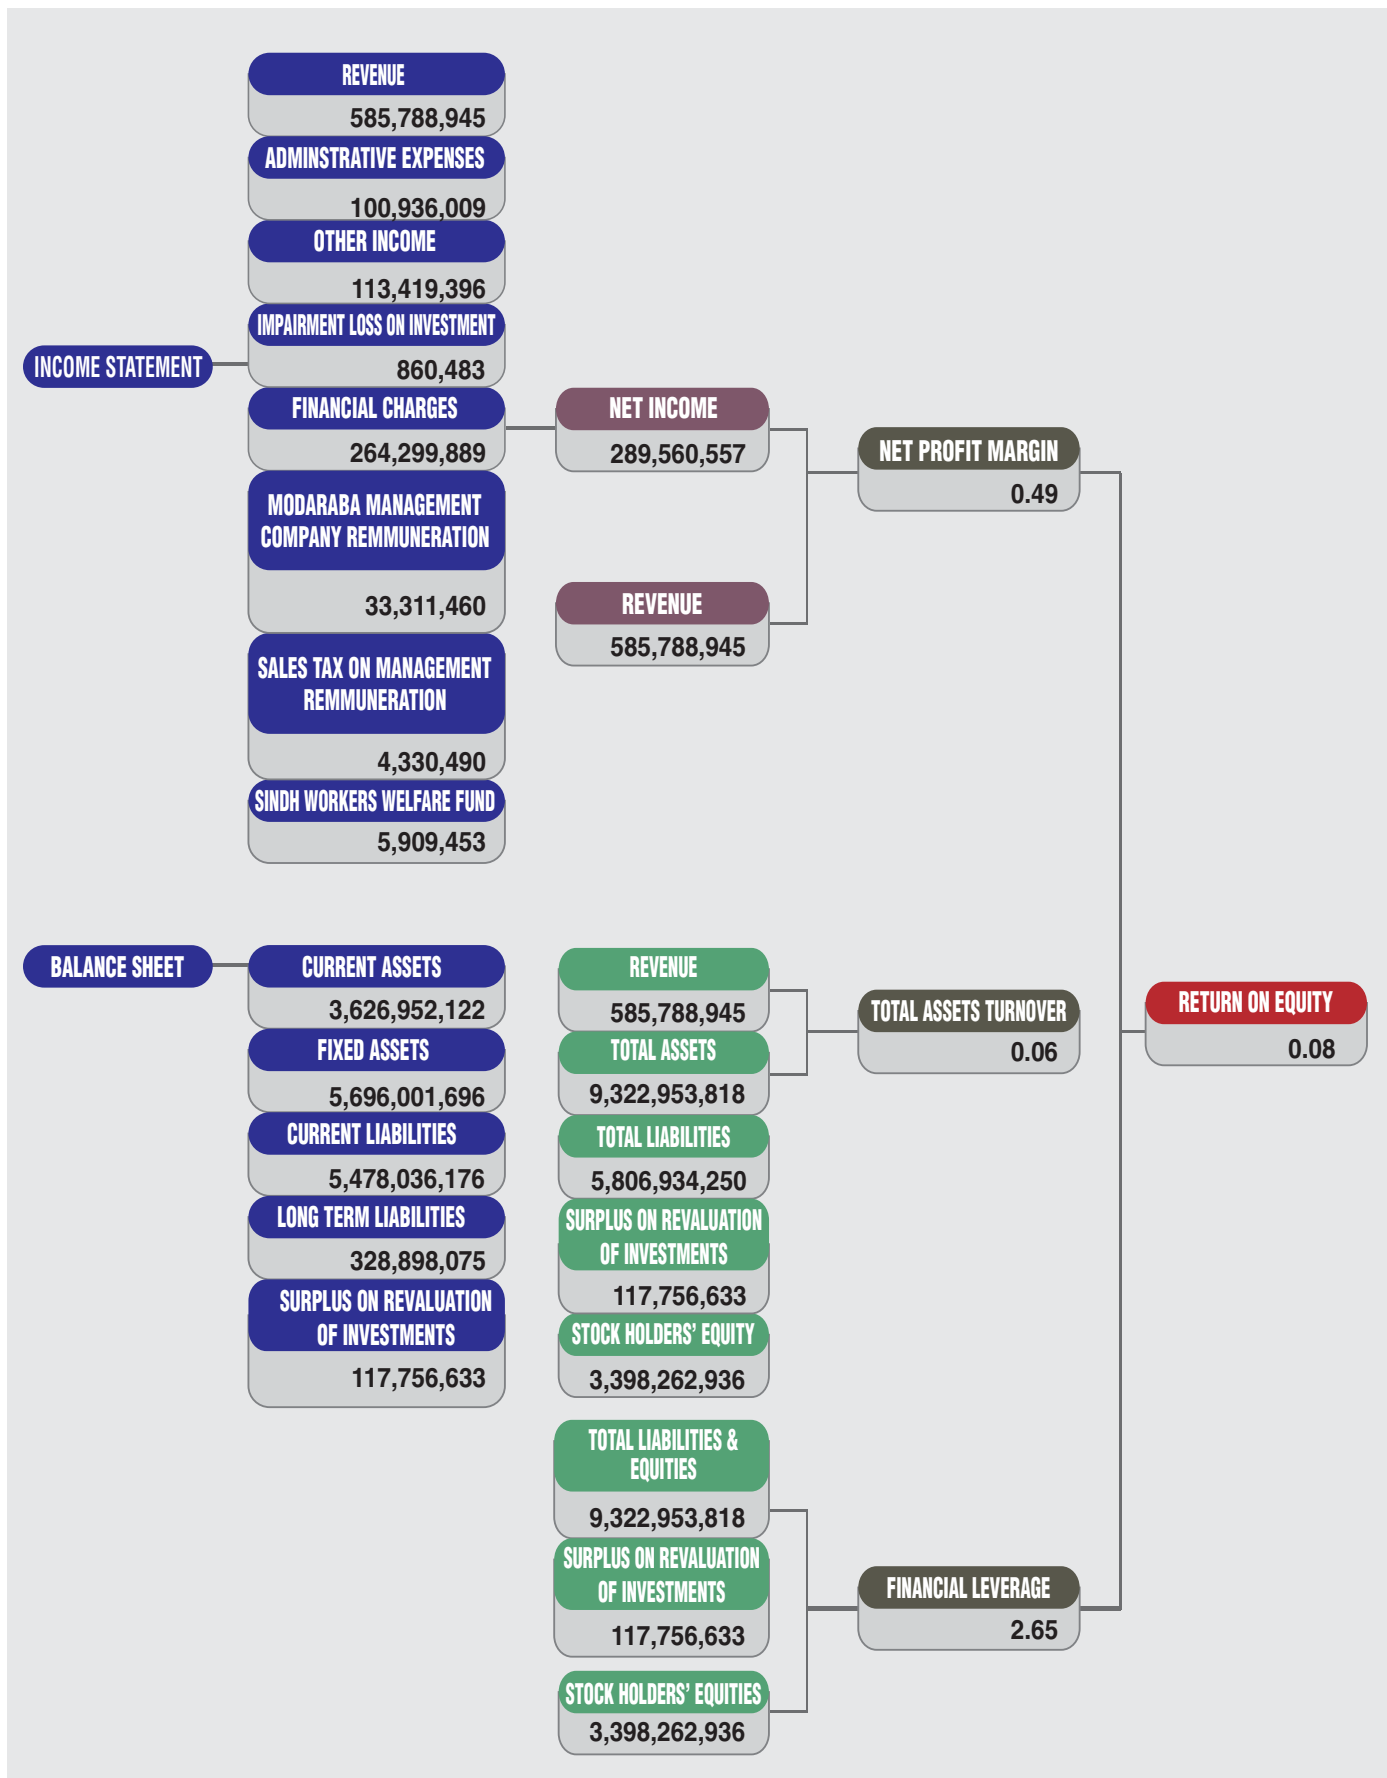 INCOME STATEMENT
REVENUE
585,788,945
ADMINSTRATIVE EXPENSES
100,936,009
OTHER INCOME
113,419,396
IMPAIRMENT LOSS ON INVESTMENT
860,483
FINANCIAL CHARGES
264,299,889
MODARABA MANAGEMENT
COMPANY REMMUNERATION
33,311,460
SALES TAX ON MANAGEMENT
REMMUNERATION
4,330,490
SINDH WORKERS WELFARE FUND
5,909,453
NET INCOME
289,560,557
REVENUE
585,788,945
NET PROFIT MARGIN
0.49
BALANCE SHEET
CURRENT ASSETS
3,626,952,122
FIXED ASSETS
5,696,001,696
CURRENT LIABILITIES
5,478,036,176
LONG TERM LIABILITIES
328,898,075
SURPLUS ON REVALUATION
OF INVESTMENTS
117,756,633
REVENUE
585,788,945
TOTAL ASSETS
9,322,953,818
TOTAL LIABILITIES
5,806,934,250
SURPLUS ON REVALUATION
OF INVESTMENTS
117,756,633
STOCK HOLDERS' EQUITY
3,398,262,936
TOTAL LIABILITIES &
EQUITIES
9,322,953,818
SURPLUS ON REVALUATION
OF INVESTMENTS
117,756,633
STOCK HOLDERS' EQUITIES
3,398,262,936
TOTAL ASSETS TURNOVER
0.06
FINANCIAL LEVERAGE
2.65
RETURN ON EQUITY
0.08